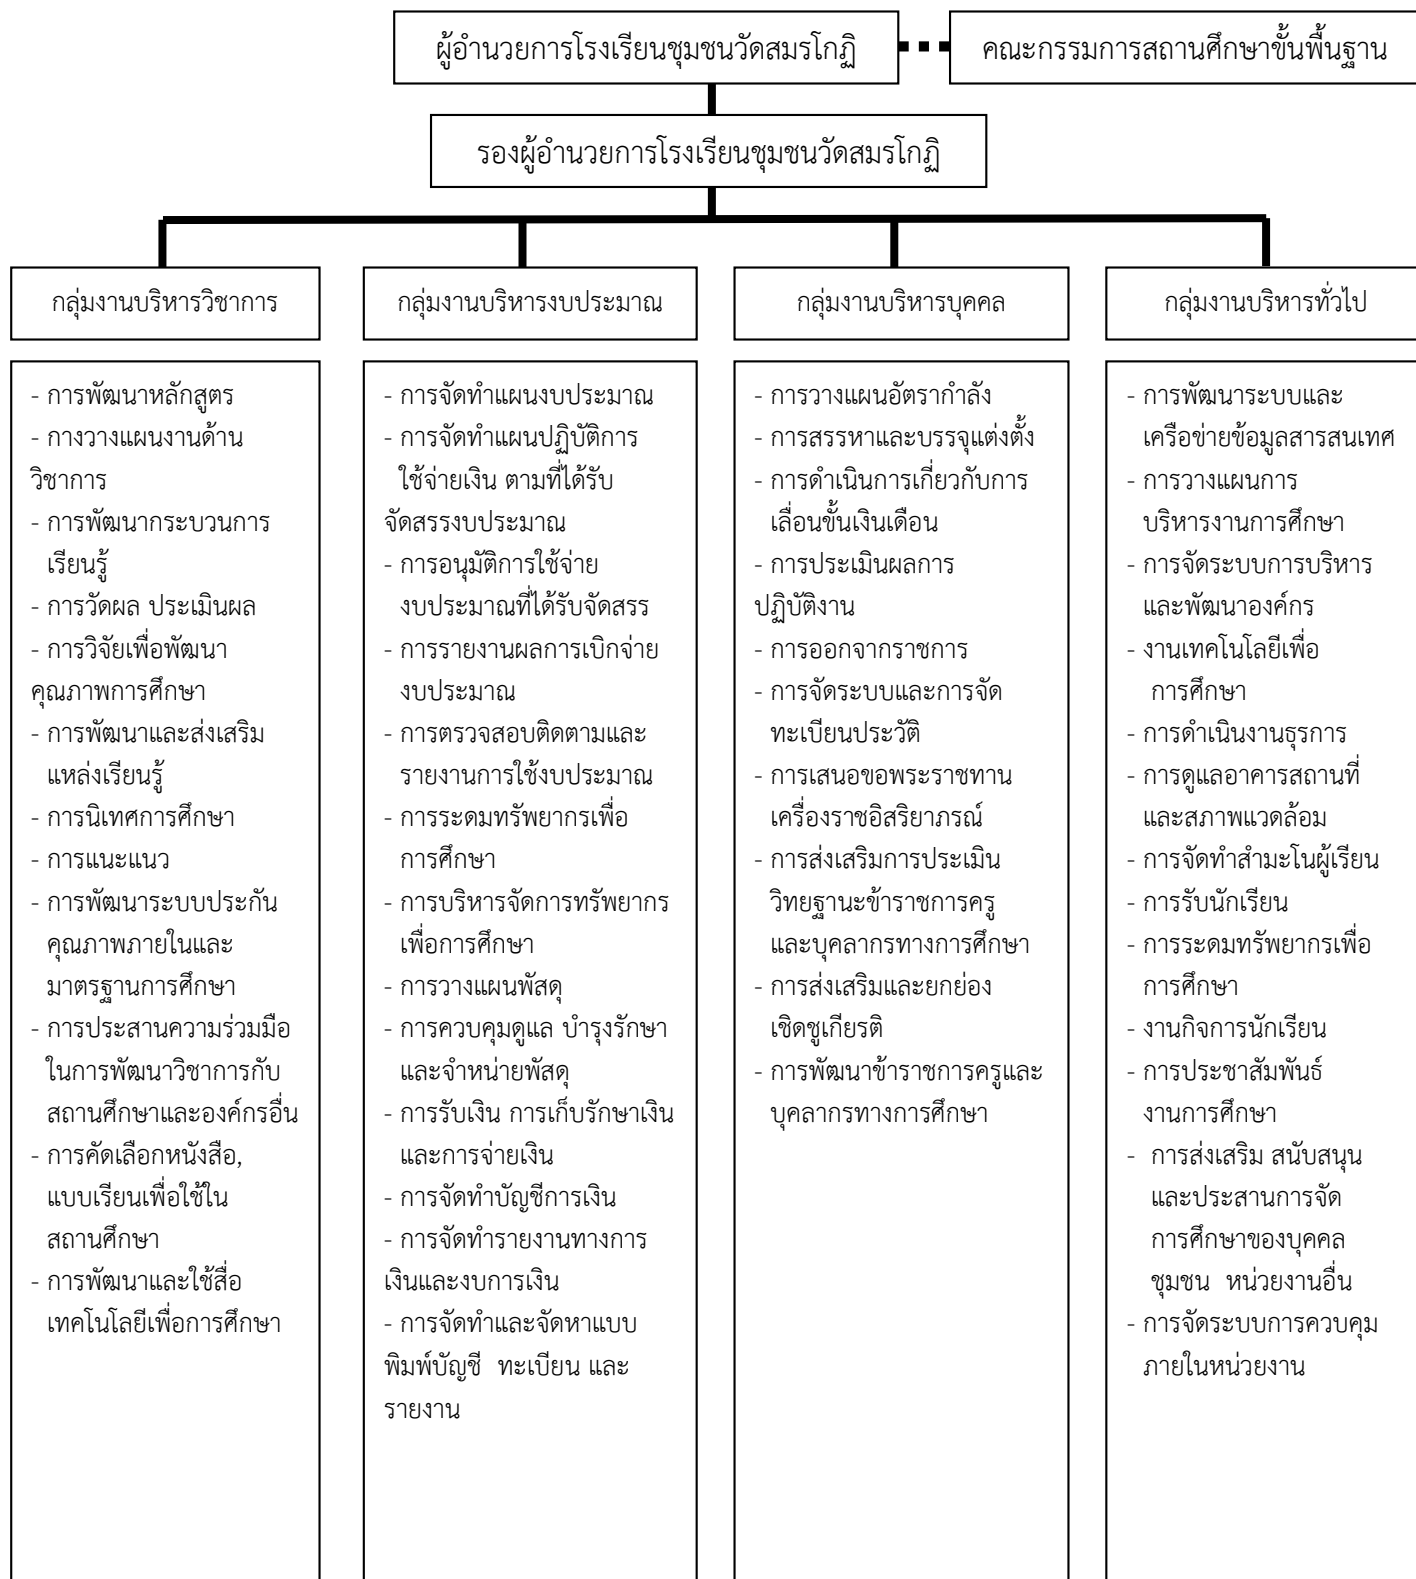 ผู้อำนวยการโรงเรียนชุมชนวัดสมรโกฏิ
คณะกรรมการสถานศึกษาขั้นพื้นฐาน
รองผู้อำนวยการโรงเรียนชุมชนวัดสมรโกฏิ
กลุ่มงานบริหารวิชาการ
- การพัฒนาหลักสูตร
- กางวางแผนงานด้าน
วิชาการ
- การพัฒนากระบวนการ
เรียนรู้
- การวัดผล ประเมินผล
- การวิจัยเพื่อพัฒนา
คุณภาพการศึกษา
- การพัฒนาและส่งเสริม
แหล่งเรียนรู้
- การนิเทศการศึกษา
- การแนะแนว
- การพัฒนาระบบประกัน
คุณภาพภายในและ
มาตรฐานการศึกษา
- การประสานความร่วมมือ
ในการพัฒนาวิชาการกับ
สถานศึกษาและองค์กรอื่น
- การคัดเลือกหนังสือ,
แบบเรียนเพื่อใช้ใน
สถานศึกษา
- การพัฒนาและใช้สื่อ
เทคโนโลยีเพื่อการศึกษา
กลุ่มงานบริหารงบประมาณ
- การจัดทำแผนงบประมาณ
- การจัดทำแผนปฏิบัติการ
ใช้จ่ายเงิน ตามที่ได้รับ
จัดสรรงบประมาณ
- การอนุมัติการใช้จ่าย
งบประมาณที่ได้รับจัดสรร
- การรายงานผลการเบิกจ่าย
งบประมาณ
- การตรวจสอบติดตามและ
รายงานการใช้งบประมาณ
- การระดมทรัพยากรเพื่อ
การศึกษา
- การบริหารจัดการทรัพยากร
เพื่อการศึกษา
- การวางแผนพัสดุ
- การควบคุมดูแล บำรุงรักษา
และจำหน่ายพัสดุ
- การรับเงิน การเก็บรักษาเงิน
และการจ่ายเงิน
- การจัดทำบัญชีการเงิน
- การจัดทำรายงานทางการ
เงินและงบการเงิน
- การจัดทำและจัดหาแบบ
พิมพ์บัญชี  ทะเบียน และ
รายงาน
กลุ่มงานบริหารบุคคล
- การวางแผนอัตรากำลัง
- การสรรหาและบรรจุแต่งตั้ง
- การดำเนินการเกี่ยวกับการ
เลื่อนขั้นเงินเดือน
- การประเมินผลการ
ปฏิบัติงาน
- การออกจากราชการ
- การจัดระบบและการจัด
ทะเบียนประวัติ
- การเสนอขอพระราชทาน
เครื่องราชอิสริยาภรณ์
- การส่งเสริมการประเมิน
วิทยฐานะข้าราชการครู
และบุคลากรทางการศึกษา
- การส่งเสริมและยกย่อง
เชิดชูเกียรติ
- การพัฒนาข้าราชการครูและ
บุคลากรทางการศึกษา
กลุ่มงานบริหารทั่วไป
- การพัฒนาระบบและ
เครือข่ายข้อมูลสารสนเทศ
- การวางแผนการ
บริหารงานการศึกษา
- การจัดระบบการบริหาร
และพัฒนาองค์กร
- งานเทคโนโลยีเพื่อ
การศึกษา
- การดำเนินงานธุรการ
- การดูแลอาคารสถานที่
และสภาพแวดล้อม
- การจัดทำสำมะโนผู้เรียน
- การรับนักเรียน
- การระดมทรัพยากรเพื่อ
การศึกษา
- งานกิจการนักเรียน
- การประชาสัมพันธ์
งานการศึกษา
- การส่งเสริม สนับสนุน
และประสานการจัด
การศึกษาของบุคคล
ชุมชน  หน่วยงานอื่น
- การจัดระบบการควบคุม
ภายในหน่วยงาน